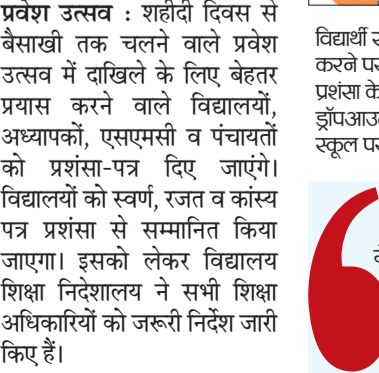 प्रवेश उत्सव : शहीदी दिवस से
बैसाखी तक चलने वाले प्रवेश
उत्सव में दाखिले के लिए बेहतर
प्रयास करने वाले विद्यालयों,
अध्यापकों, एसएमसी व पंचायतों
को प्रशंसा-पत्र दिए जाएंगे।
विद्यालयों को स्वर्ण, रजत व कांस्य
पत्र प्रशंसा से सम्मानित किया
जाएगा। इसको लेकर विद्यालय
शिक्षा निदेशालय ने सभी शिक्षा
अधिकारियों को जरूरी निर्देश जारी
किए हैं।
विद्यार्थी
करने पर
प्रशंसा के
ड्रॉपआउ
स्कूल पर